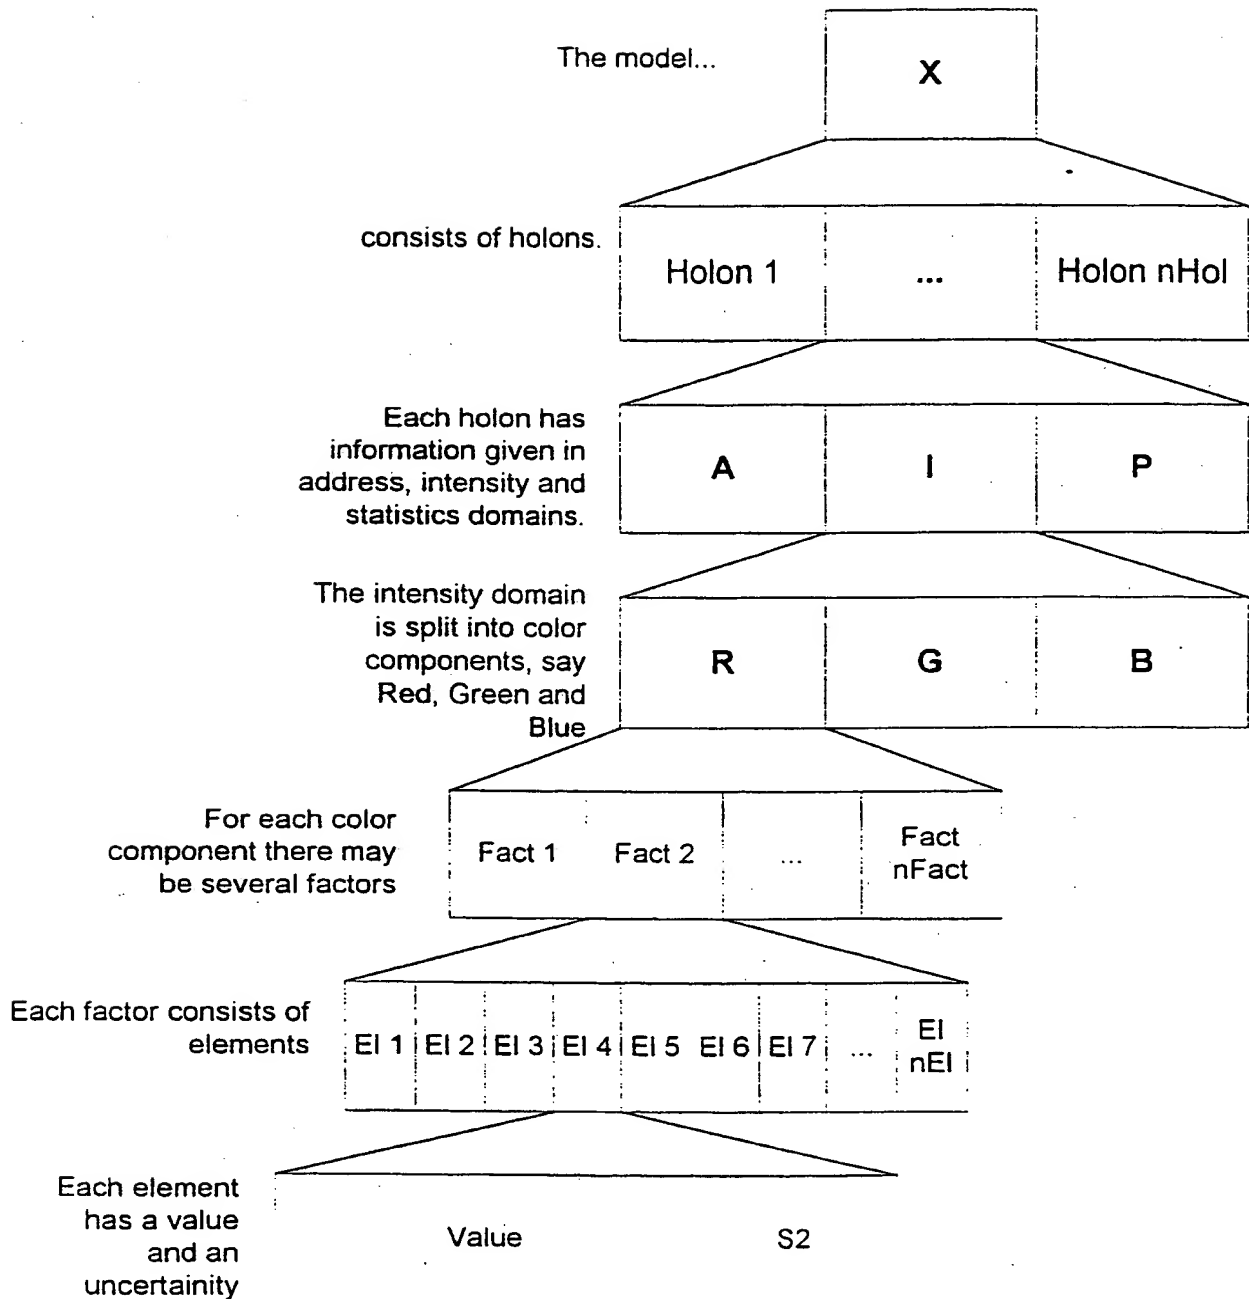 The model...
X
consists of holons.
Holon 1
...
Holon nHol
Each holon has
information given in
address, intensity and
statistics domains.
A
I
P
The intensity domain
is split into color
components, say
Red, Green and
Blue
R
G
B
For each color
component there may
be several factors
Fact 1
Fact 2
...
Fact
nFact
Each factor consists of
elements
El 1
El 2
El 3
El 4
El 5
El 6
El 7
...
El
nEl
Each element
has a value
and an
uncertainity
Value
S2